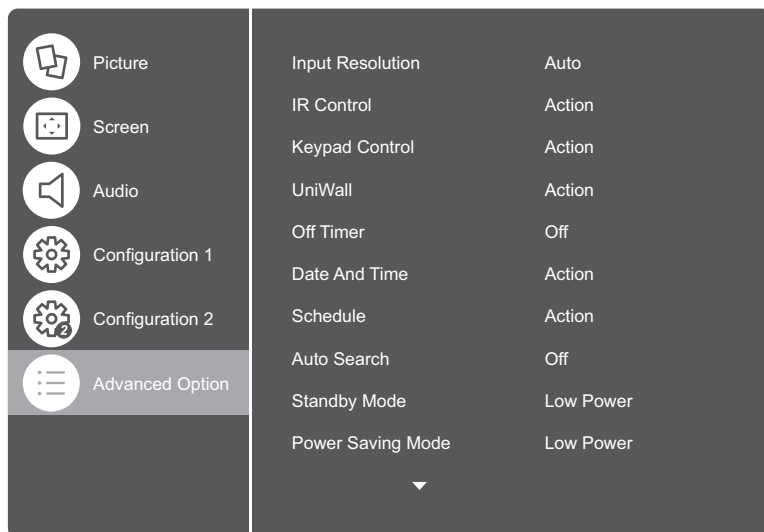 Picture
Screen
Audio
Configuration 1
Configuration 2
2
Advanced Option
Input Resolution Auto
IR Control Action
Keypad Control Action
UniWall Action
Off Timer Off
Date And Time Action
Schedule Action
Auto Search Off
Standby Mode Low Power
Power Saving Mode Low Power